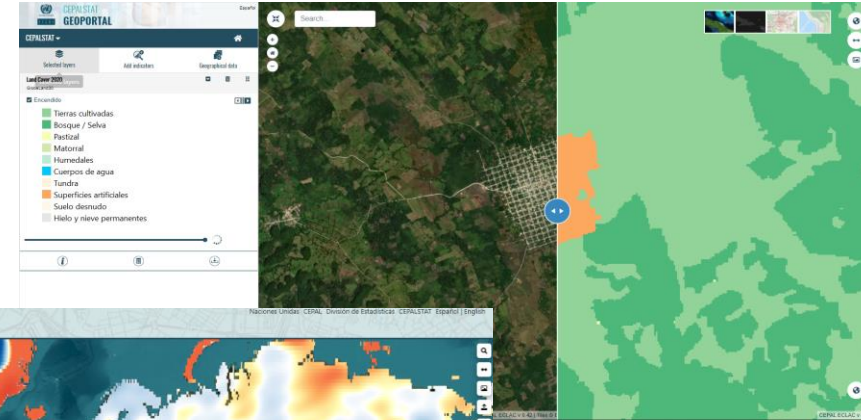 CEPALSTAT
GEOPORTAL
CEPALSTAT
Selected layers
Add indicators
Geographical data
Land Cover 2020
Encendido
Tierras cultivadas
Bosque / Selva
Pastizal
Matorral
Humedales
Cuerpos de agua
Tundra
Superficies artificiales
Suelo desnudo
Hielo y nieve permanentes
Search...
Naciones Unidas CEPAL División de Estadísticas CEPALSTAT Español | English
CEPAL ECLAC